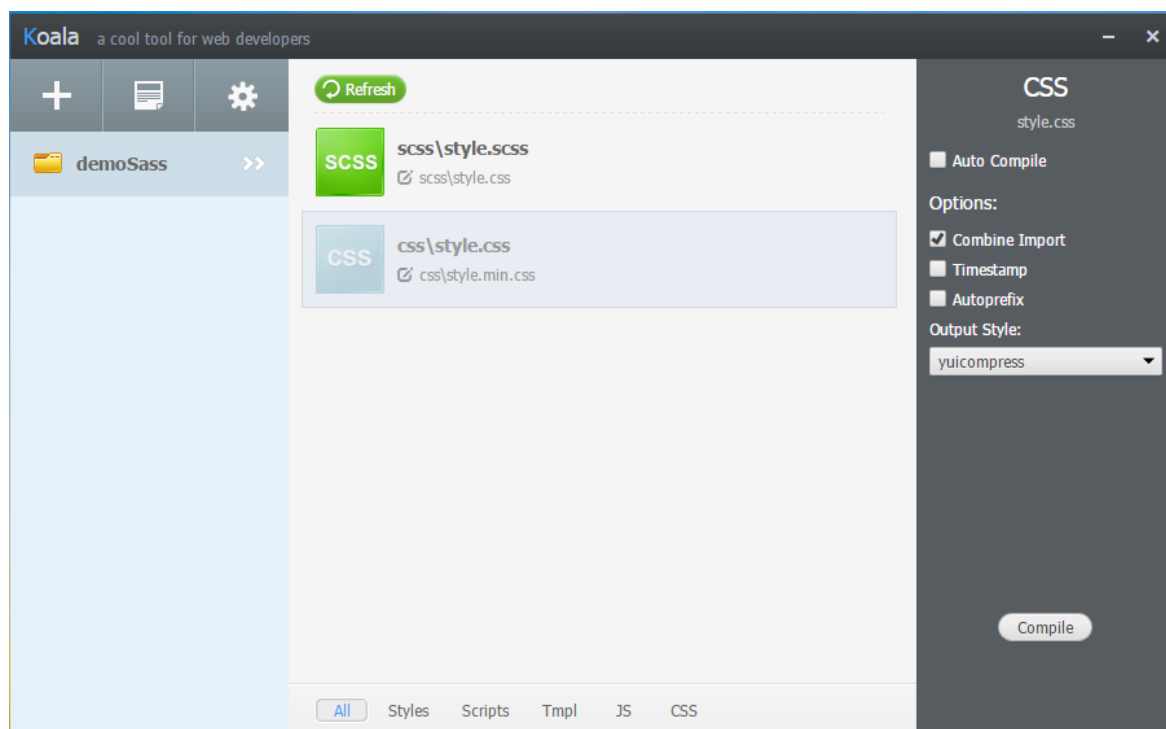 Koala a cool tool for web developers
demoSass
Refresh
SCSS
scss\style.scss
scss\style.css
CSS
css\style.css
css\style.min.css
All Styles Scripts Tmpl JS CSS
CSS
style.css
Auto Compile
Options:
Combine Import
Timestamp
Autoprefix
Output Style:
yuicompress
Compile